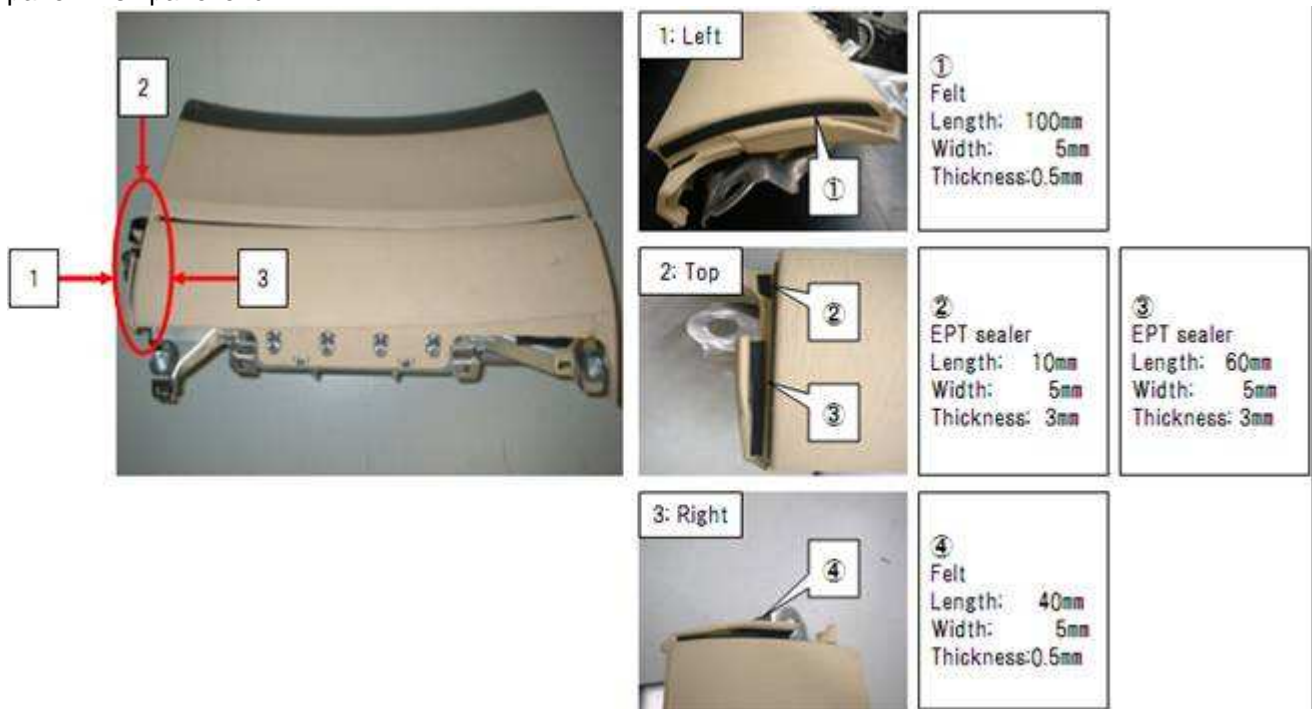 2
1
3
1: Left
①
①
Felt
Length: 100mm
Width: 5mm
Thickness:0.5mm
2: Top
②
③
②
EPT sealer
Length: 10mm
Width: 5mm
Thickness: 3mm
③
EPT sealer
Length: 60mm
Width: 5mm
Thickness: 3mm
3: Right
④
④
Felt
Length: 40mm
Width: 5mm
Thickness:0.5mm